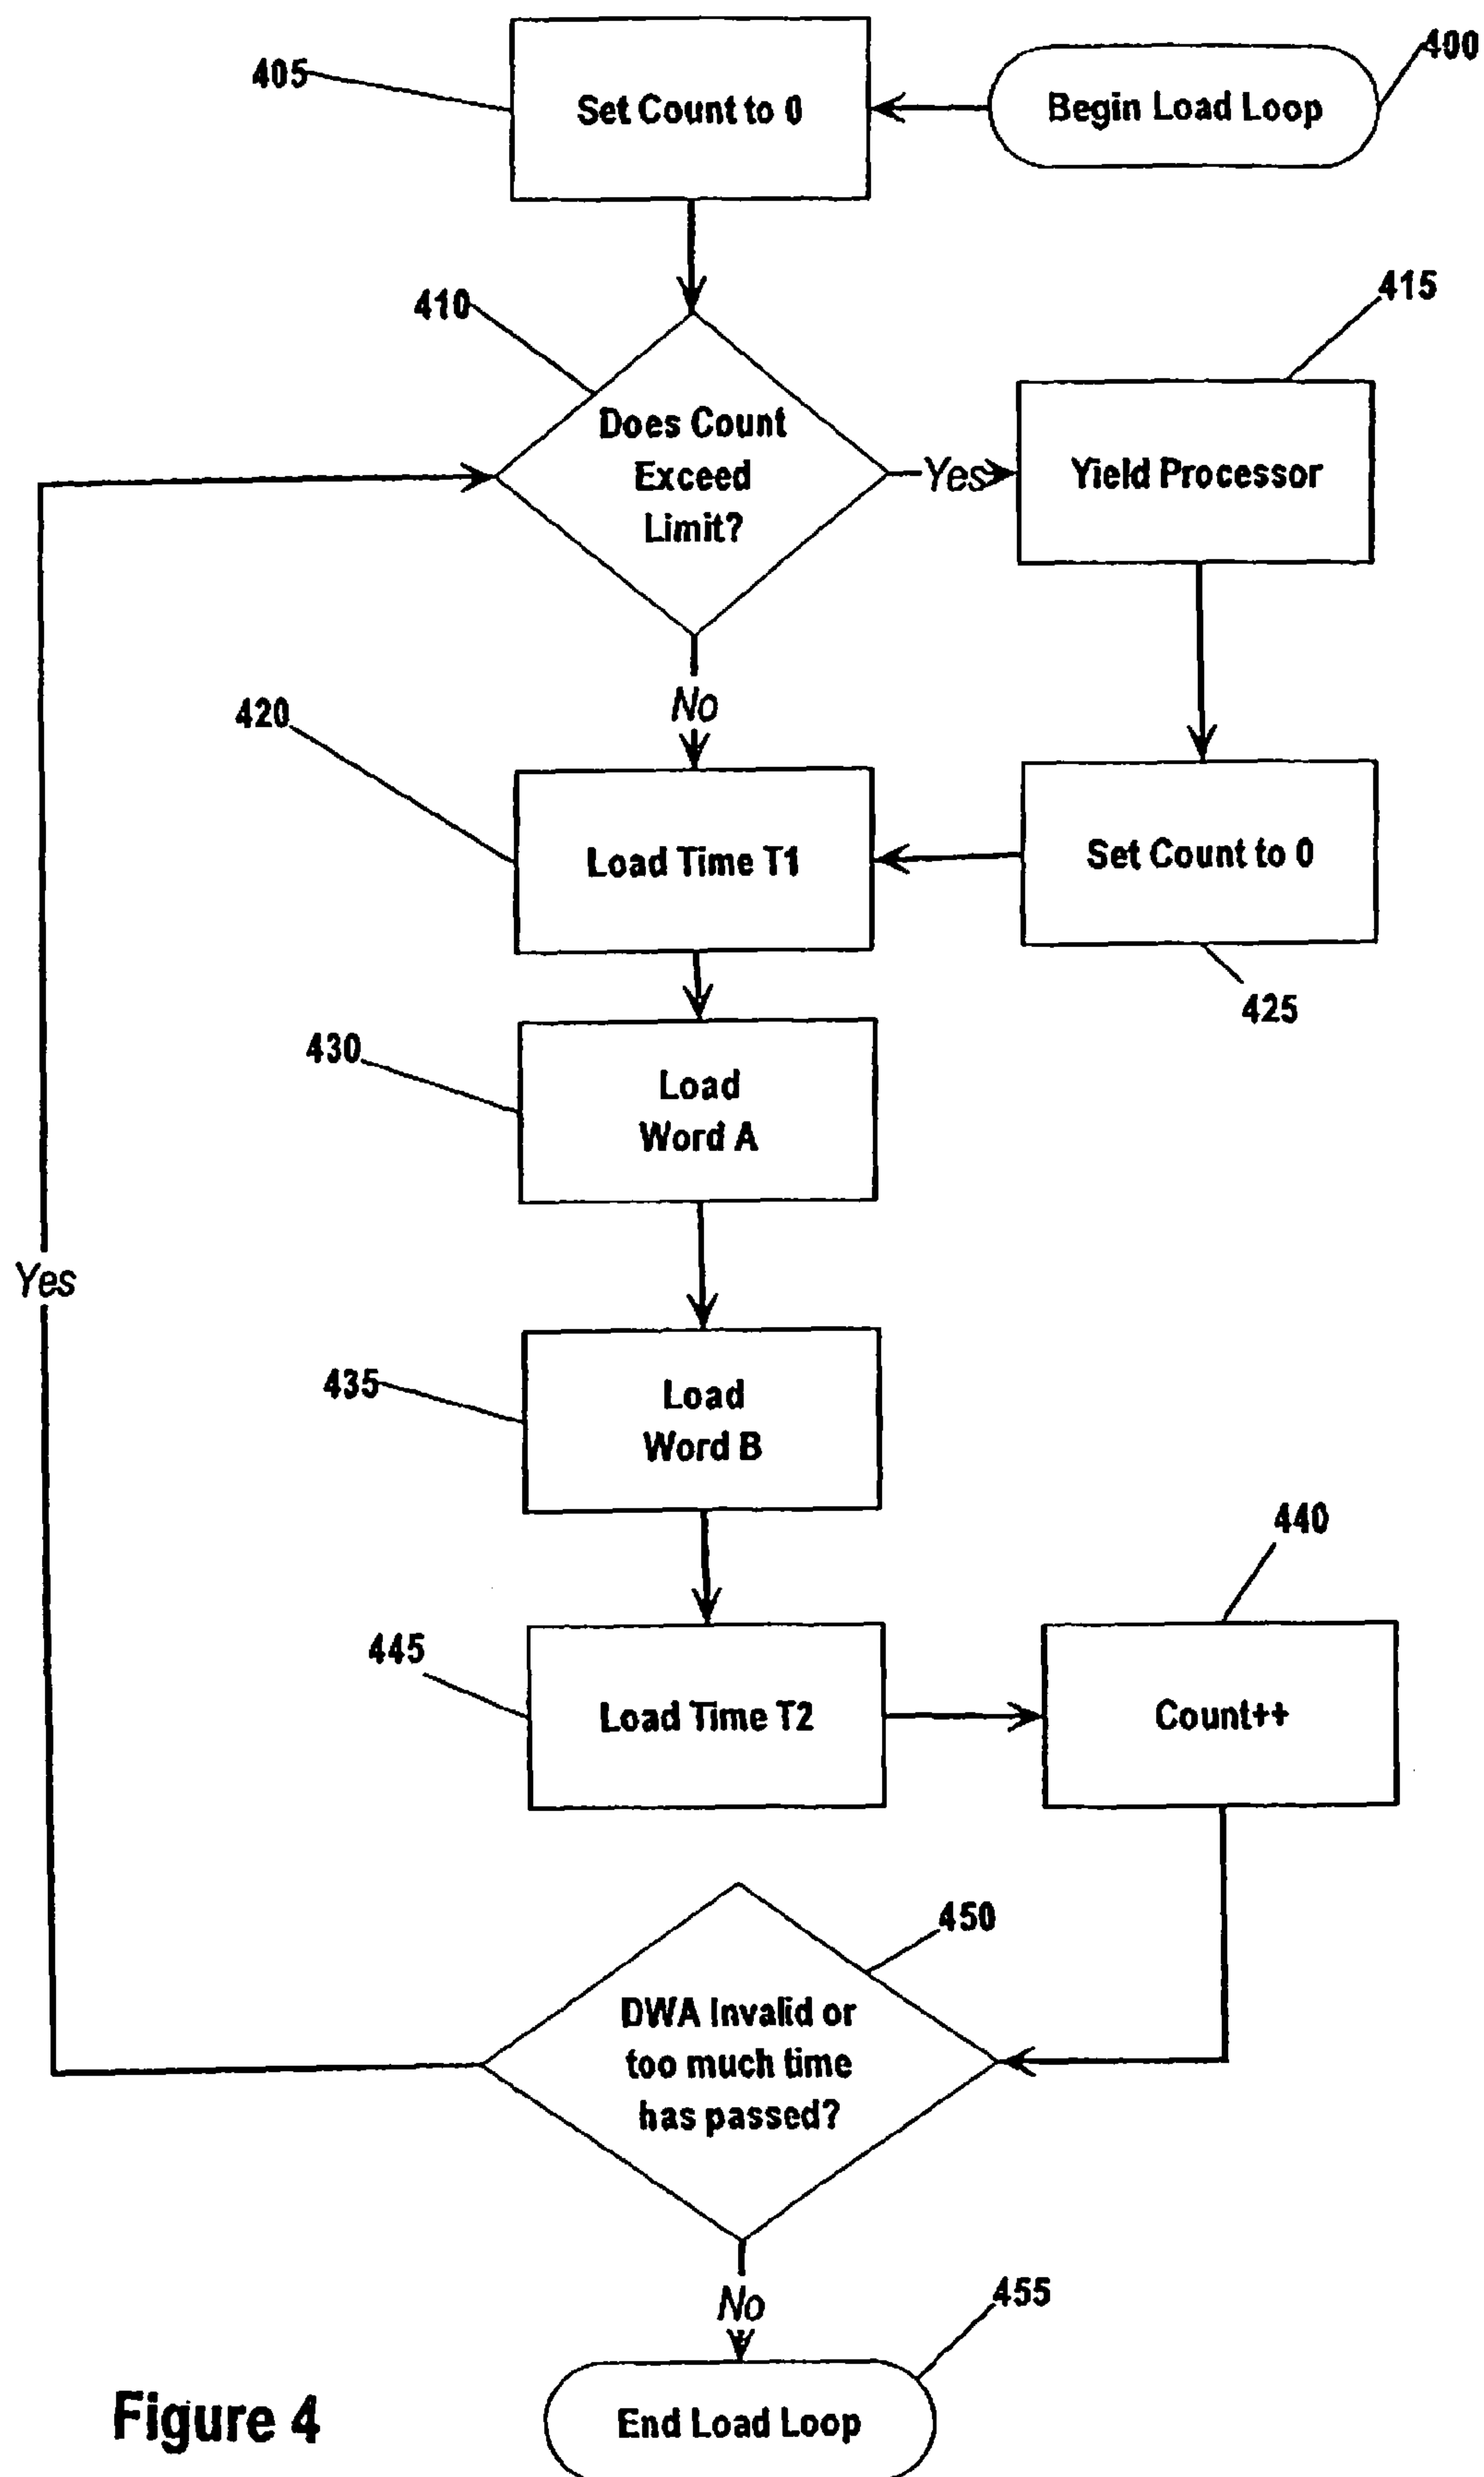 400
405
Set Count to 0
Begin Load Loop
410
415
Does Count
Exceed
Limit?
Yes
Yield Processor
No
420
Load Time T1
Set Count to 0
425
430
Load
Word A
Yes
435
Load
Word B
440
445
Load Time T2
Count++
450
DWA Invalid or
too much time
has passed?
No
455
End Load Loop
Figure 4